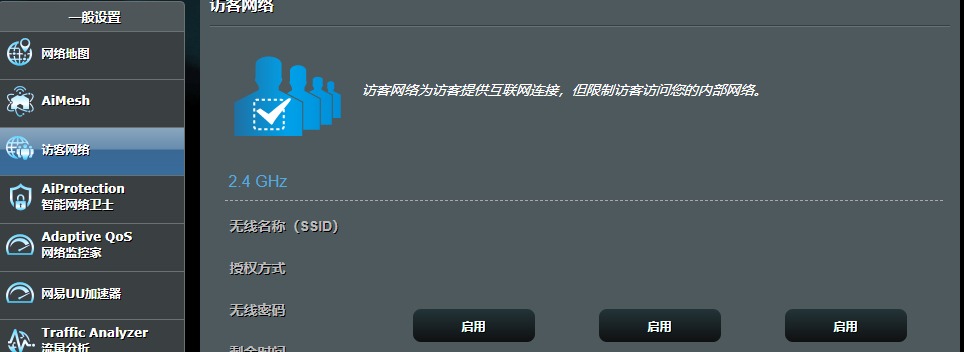 一般设置
网络地图
AiMesh
访客网络
AiProtection
智能网络卫士
Adaptive QoS
网络监控家
网易UU加速器
Traffic Analyzer
流量分析
访客网络
访客网络为访客提供互联网连接，但限制访客访问您的内部网络。
2.4 GHz
无线名称（SSID）
授权方式
无线密码
启用 启用 启用
剩余时间